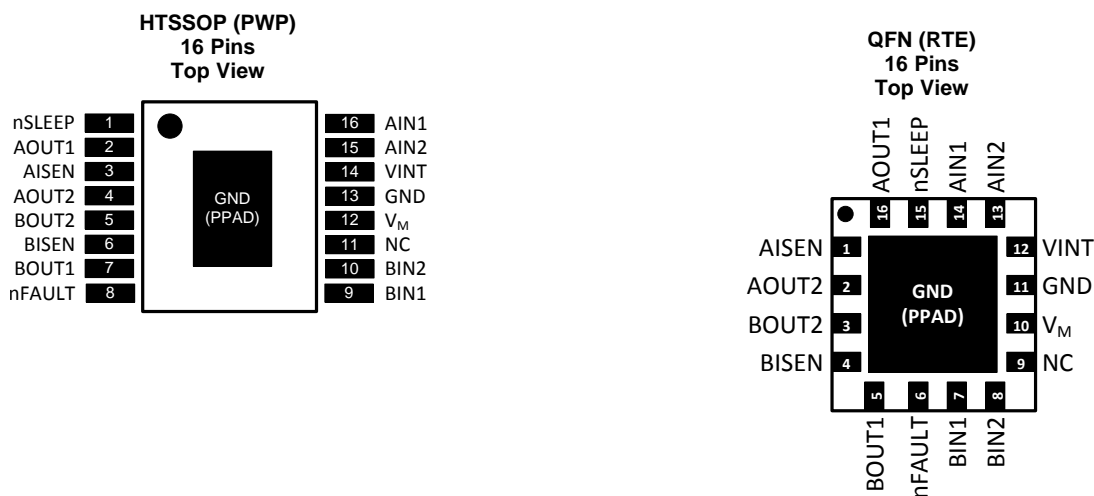 HTSSOP (PWP)
16 Pins
Top View
nSLEEP 1
AOUT1 2
AISEN 3
AOUT2 4
BOUT2 5
BISEN 6
BOUT1 7
nFAULT 8
GND
(PPAD)
16 AIN1
15 AIN2
14 VINT
13 GND
12 VM
11 NC
10 BIN2
9 BIN1
QFN (RTE)
16 Pins
Top View
AOUT1 nSLEEP AIN1 AIN2
16 15 14 13
AISEN 1
AOUT2 2
BOUT2 3
BISEN 4
GND
(PPAD)
12 VINT
11 GND
10 VM
9 NC
5 6 7 8
BOUT1 nFAULT BIN1 BIN2